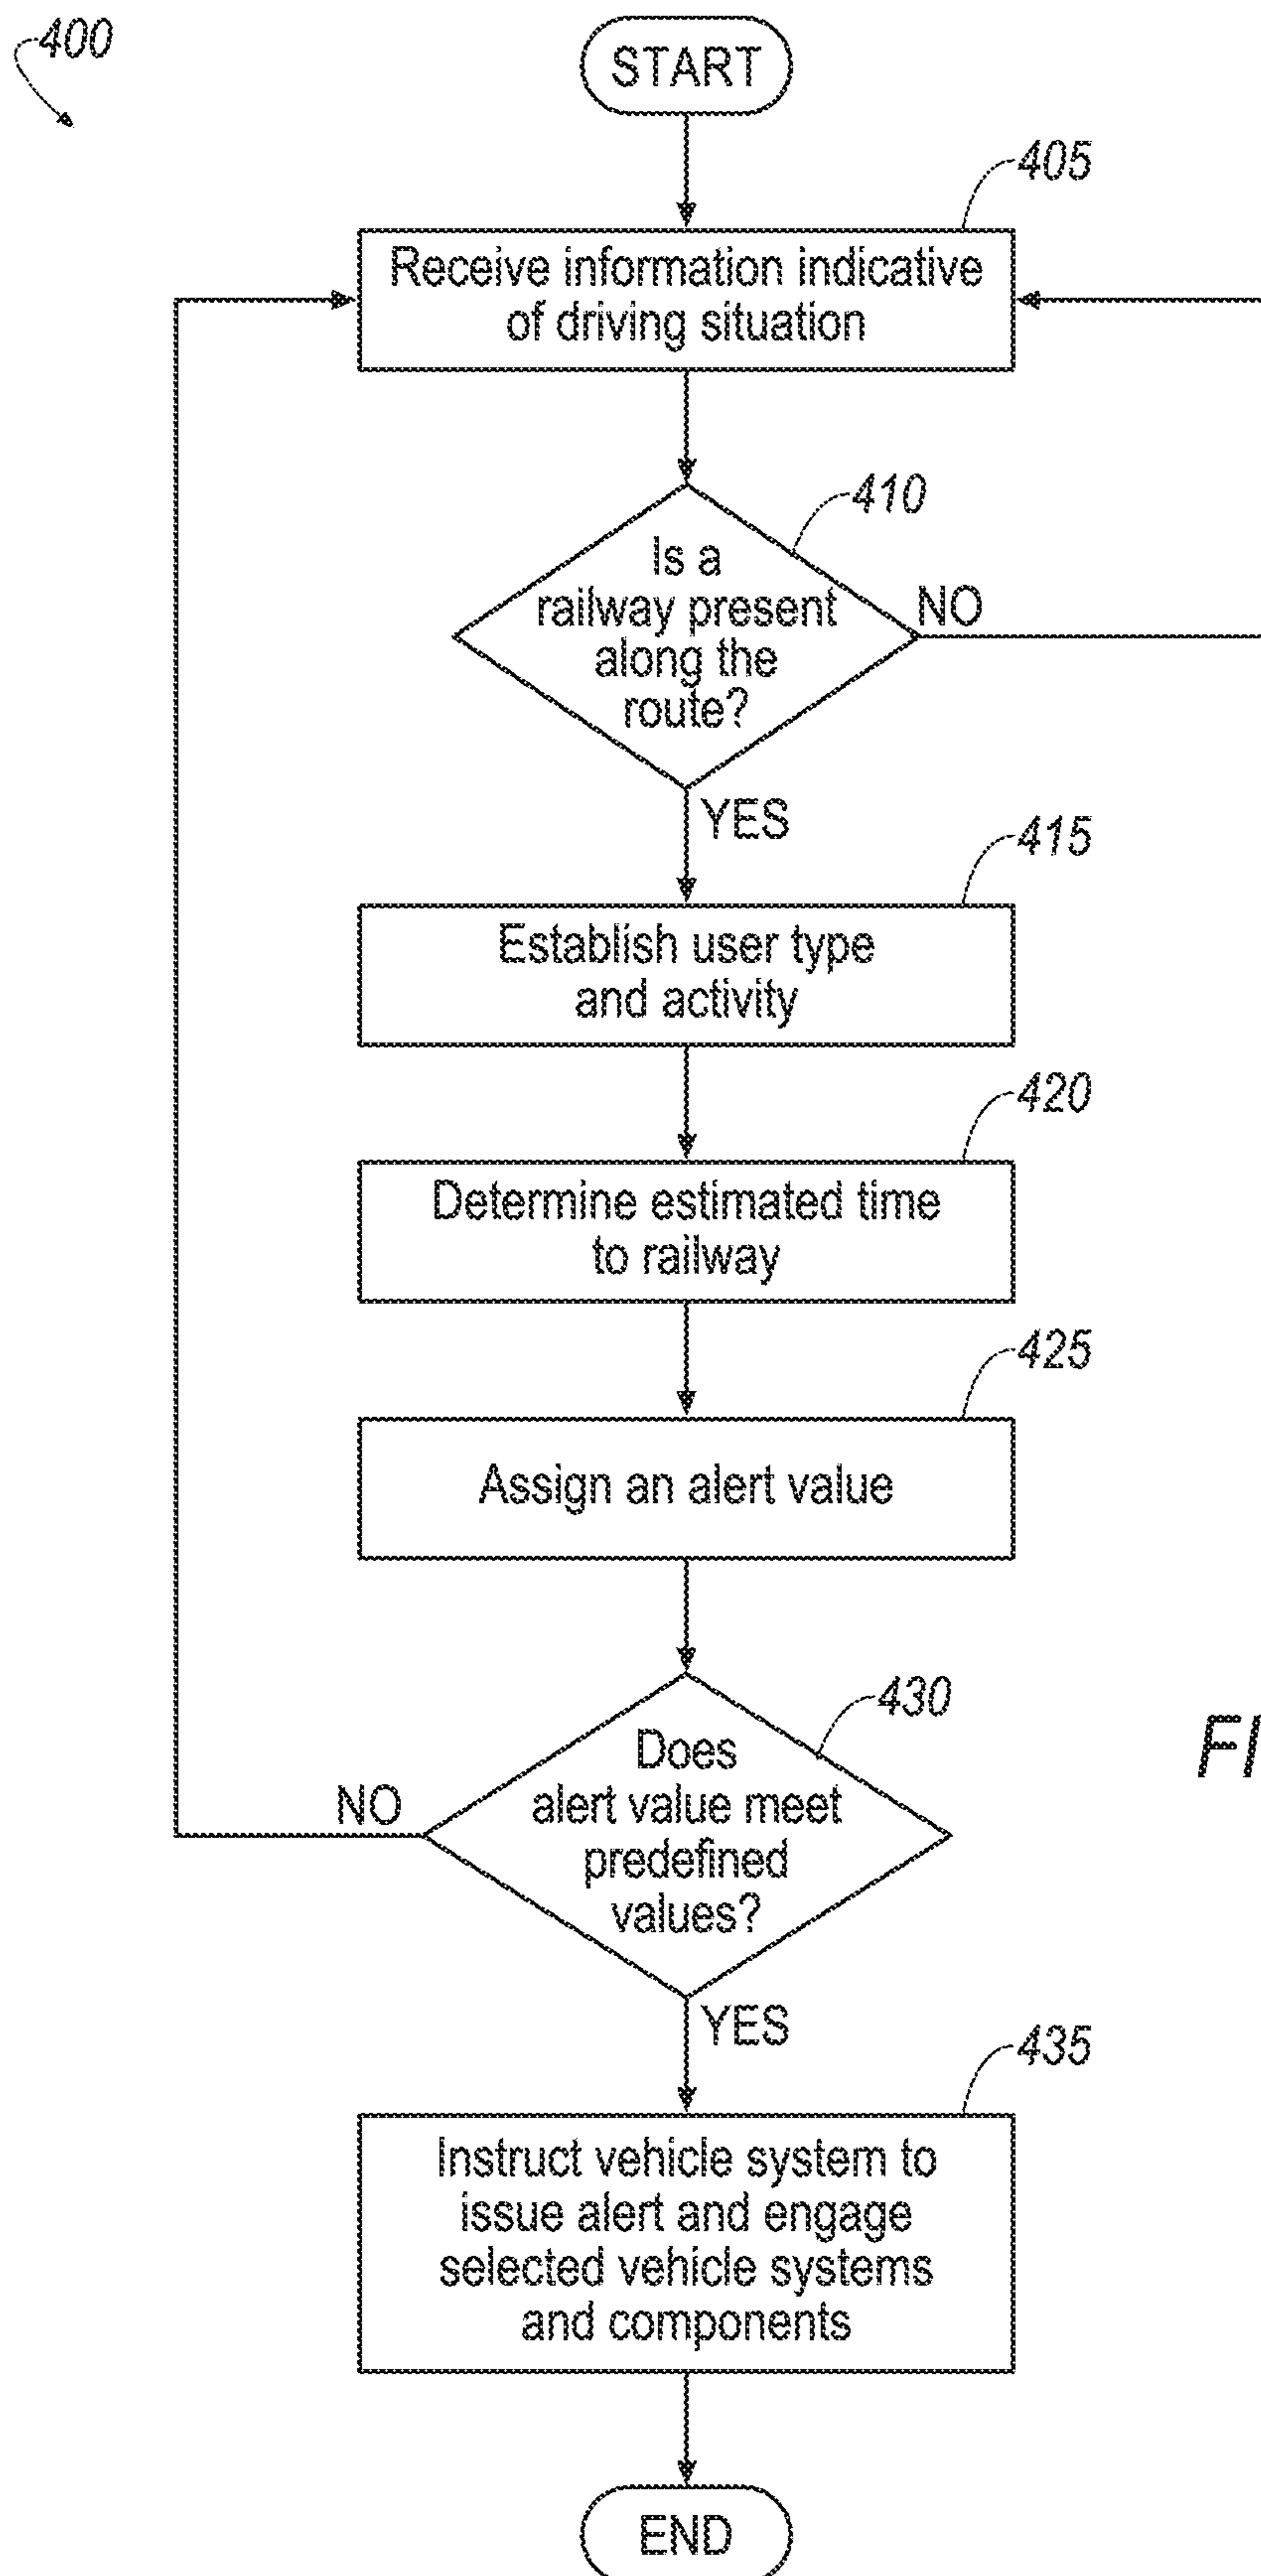 400
START
405
Receive information indicative
of driving situation
410
Is a
railway present
along the
route?
NO
YES
415
Establish user type
and activity
420
Determine estimated time
to railway
425
Assign an alert value
430
Does
alert value meet
predefined
values?
NO
YES
FI
435
Instruct vehicle system to
issue alert and engage
selected vehicle systems
and components
END